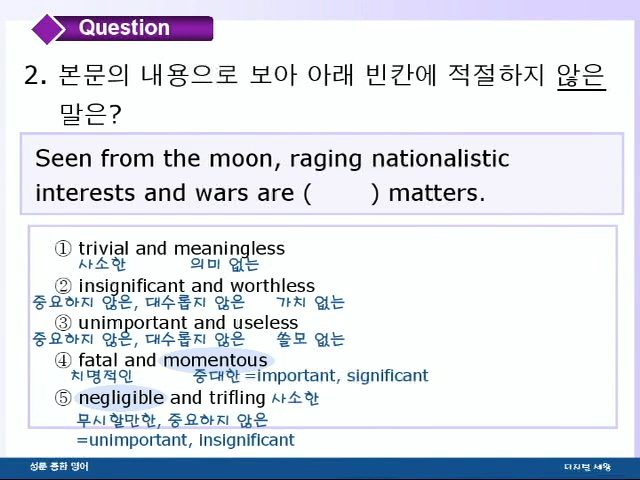 Question
2. 본문의 내용으로 보아 아래 빈칸에 적절하지 않은
말은?
Seen from the moon, raging nationalistic
interests and wars are ( ) matters.
① trivial and meaningless
사소한 의미 없는
② insignificant and worthless
중요하지 않은, 대수롭지 않은 가치 없는
③ unimportant and useless
중요하지 않은, 대수롭지 않은 쓸모 없는
④ fatal and momentous
치명적인 중대한 =important, significant
⑤ negligible and trifling 사소한
무시할만한, 중요하지 않은
=unimportant, insignificant
성문 종합 영어
디지털 세상